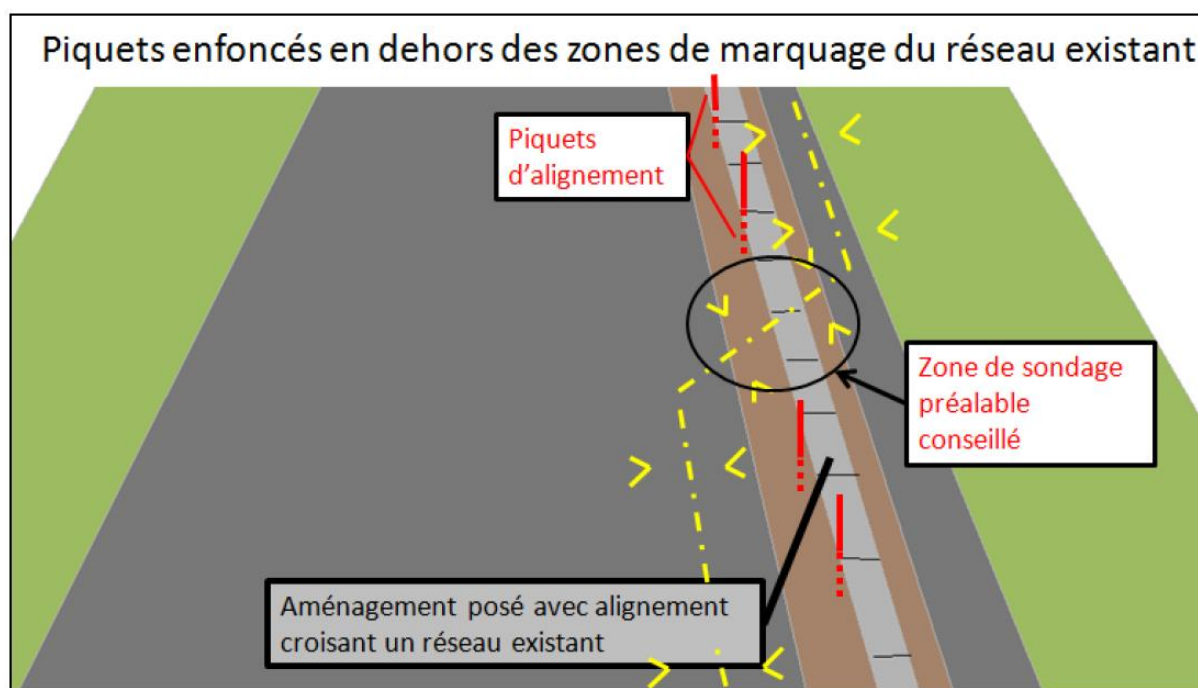 Piquets enfoncés en dehors des zones de marquage du réseau existant
Piquets
d'alignement
Zone de sondage
préalable
conseillé
Aménagement posé avec alignement
croisant un réseau existant